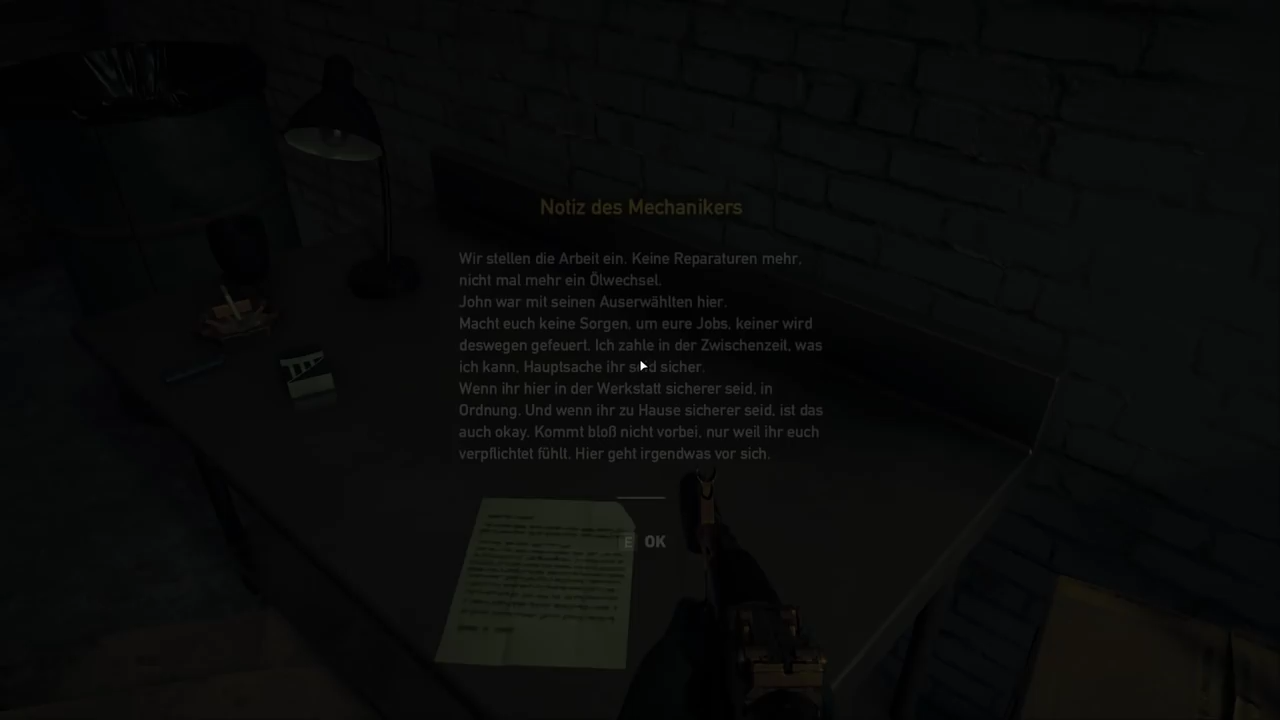 Notiz des Mechanikers
Wir stellen die Arbeit ein. Keine Reparaturen mehr,
nicht mal mehr ein Ölwechsel.
John war mit seinen Auserwählten hier.
Macht euch keine Sorgen, um eure Jobs, keiner wird
deswegen gefeuert. Ich zahle in der Zwischenzeit, was
ich kann, Hauptsache ihr seid sicher.
Wenn ihr hier in der Werkstatt sicherer seid, in
Ordnung. Und wenn ihr zu Hause sicherer seid, ist das
auch okay. Kommt bloß nicht vorbei, nur weil ihr euch
verpflichtet fühlt. Hier geht irgendwas vor sich.
E OK